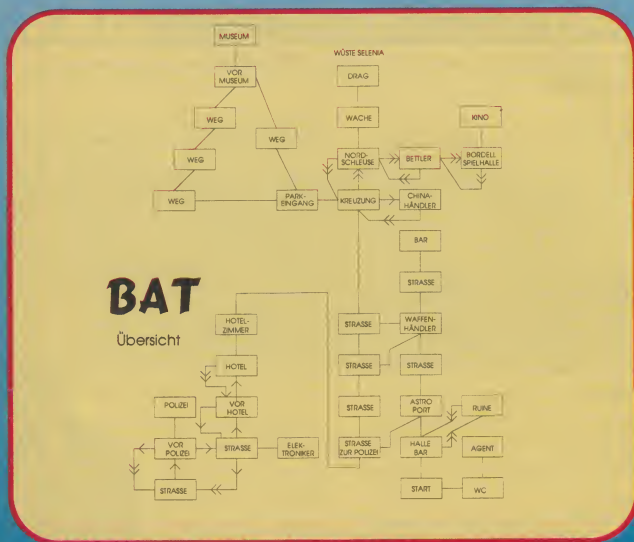 MUSEUM
WÜSTE SELENIA
VOR
MUSEUM
DRAG
WEG
WACHE
KINO
WEG
WEG
NORD-
SCHLEUSE
BETTLER
BORDELL
SPIELHALLE
WEG
PARK-
EINGANG
KREUZUNG
CHINA-
HÄNDLER
BAR
STRASSE
BAT
Übersicht
HOTEL-
ZIMMER
STRASSE
WAFFEN-
HÄNDLER
HOTEL
STRASSE
STRASSE
POLIZEI
VOR
HOTEL
STRASSE
ASTRO
PORT
RUINE
VOR
POLIZEI
STRASSE
ELEK-
TRONIKER
STRASSE
ZUR POLIZEI
HALLE
BAR
AGENT
STRASSE
START
WC